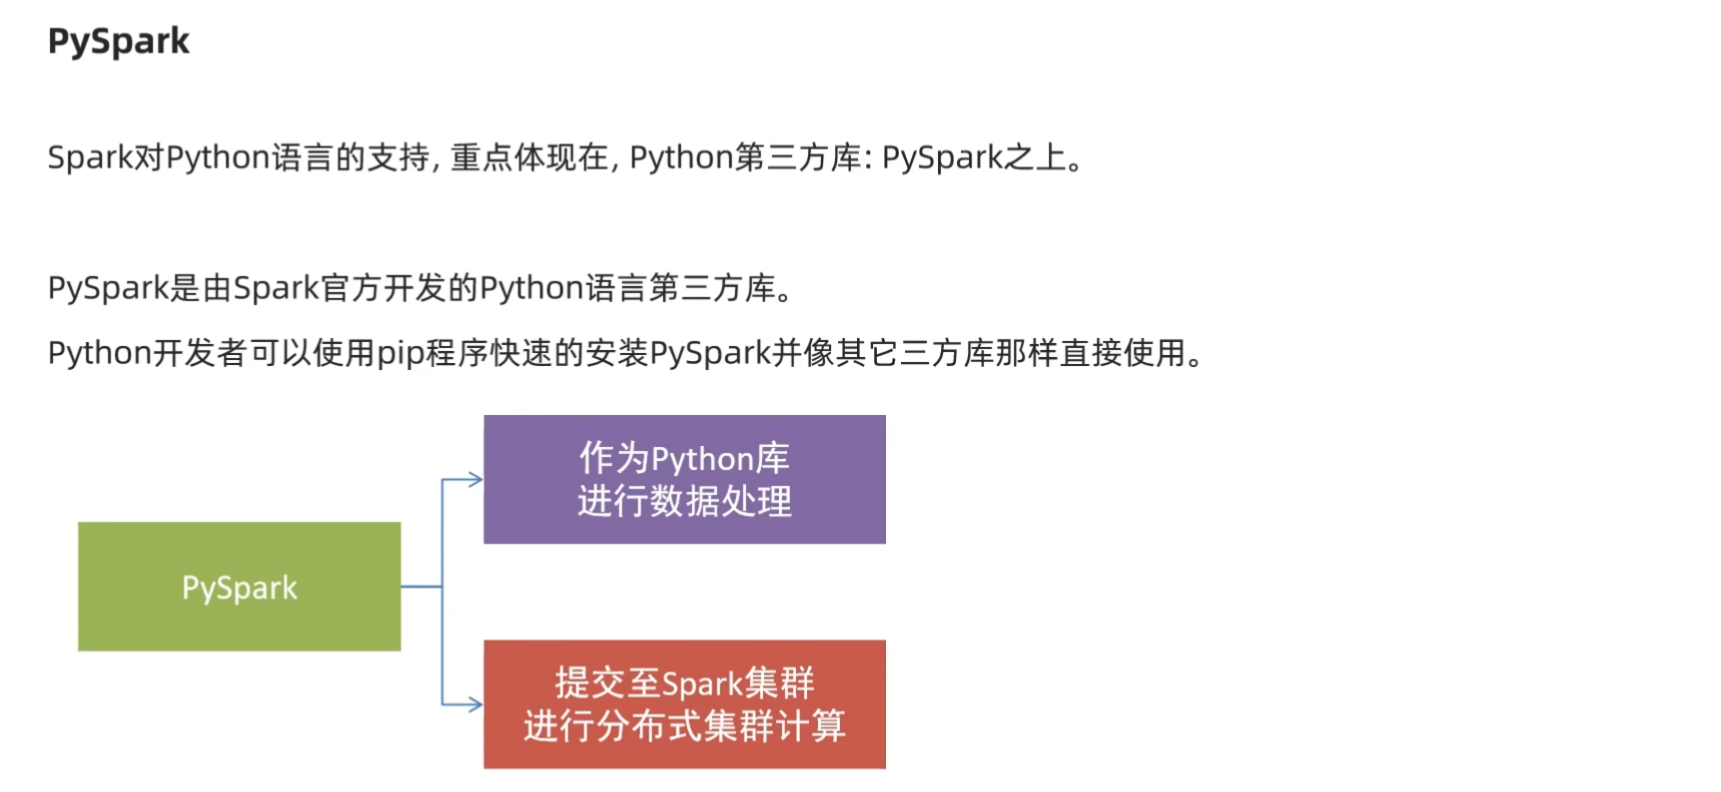 PySpark
Spark对Python语言的支持, 重点体现在, Python第三方库: PySpark之上。
PySpark是由Spark官方开发的Python语言第三方库。
Python开发者可以使用pip程序快速的安装PySpark并像其它三方库那样直接使用。
作为Python库
进行数据处理
PySpark
提交至Spark集群
进行分布式集群计算